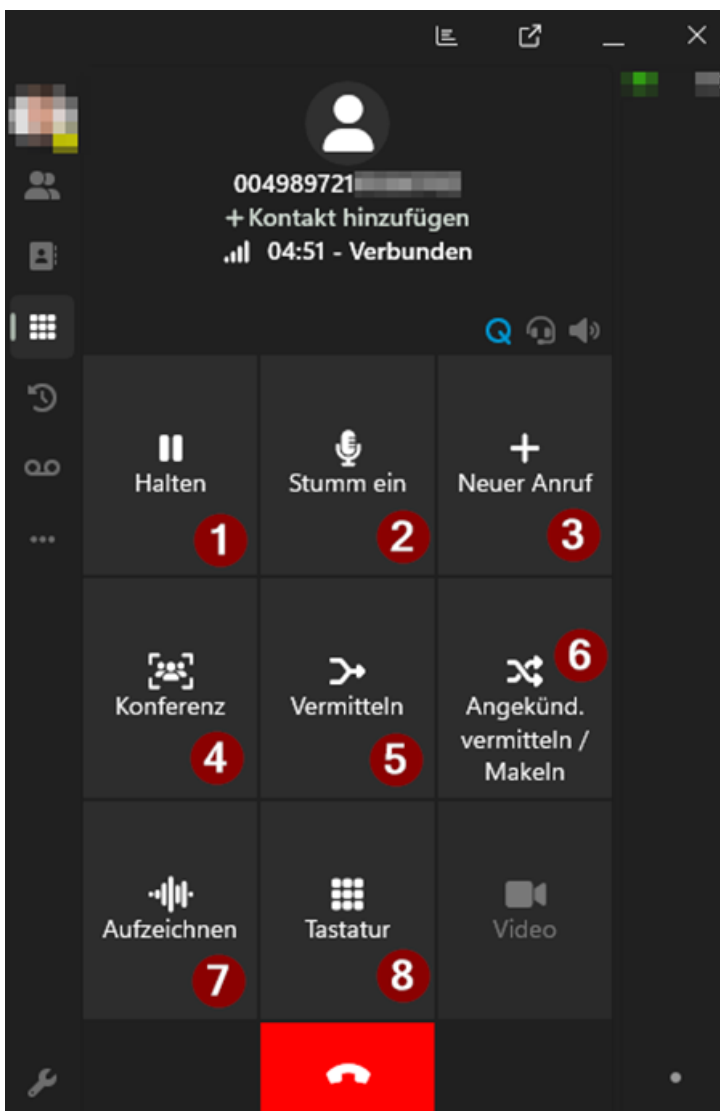 004989721
+Kontakt hinzufügen
04:51 - Verbunden
Halten
1
Stumm ein
2
Neuer Anruf
3
Konferenz
4
Vermitteln
5
6
Angekünd.
vermitteln /
Makeln
Aufzeichnen
7
Tastatur
8
Video